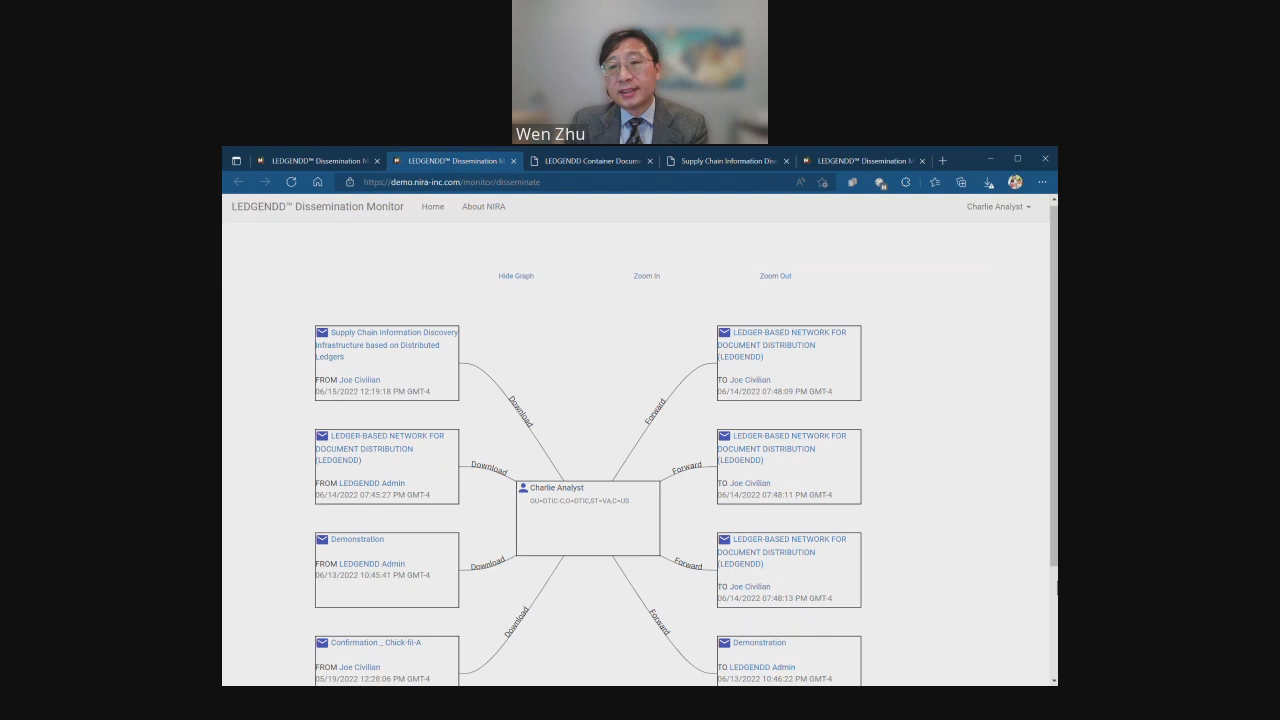 Wen Zhu
LEDGENDD™ Dissemination M
LEDGENDD™ Dissemination M
LEDGENDD Container Docum
Supply Chain Information Dis
LEDGENDD™ Dissemination M
https://demo.nira-inc.com/monitor/disseminate
LEDGENDD™ Dissemination Monitor
Home
About NIRA
Charlie Analyst
Hide Graph
Zoom In
Zoom Out
Supply Chain Information Discovery
Infrastructure based on Distributed
Ledgers
FROM Joe Civilian
06/15/2022 12:19:18 PM GMT-4
LEDGER-BASED NETWORK FOR
DOCUMENT DISTRIBUTION
(LEDGENDD)
TO Joe Civilian
06/14/2022 07:48:09 PM GMT-4
Download
Forward
LEDGER-BASED NETWORK FOR
DOCUMENT DISTRIBUTION
(LEDGENDD)
FROM LEDGENDD Admin
06/14/2022 07:45:27 PM GMT-4
LEDGER-BASED NETWORK FOR
DOCUMENT DISTRIBUTION
(LEDGENDD)
TO Joe Civilian
06/14/2022 07:48:11 PM GMT-4
Download
Forward
Charlie Analyst
OU=DTIC-C,O=DTIC,ST=VA,C=US
Demonstration
FROM LEDGENDD Admin
06/13/2022 10:45:41 PM GMT-4
LEDGER-BASED NETWORK FOR
DOCUMENT DISTRIBUTION
(LEDGENDD)
TO Joe Civilian
06/14/2022 07:48:13 PM GMT-4
Download
Forward
Download
Forward
Confirmation _ Chick-fil-A
FROM Joe Civilian
05/19/2022 12:28:06 PM GMT-4
Demonstration
TO LEDGENDD Admin
06/13/2022 10:46:22 PM GMT-4